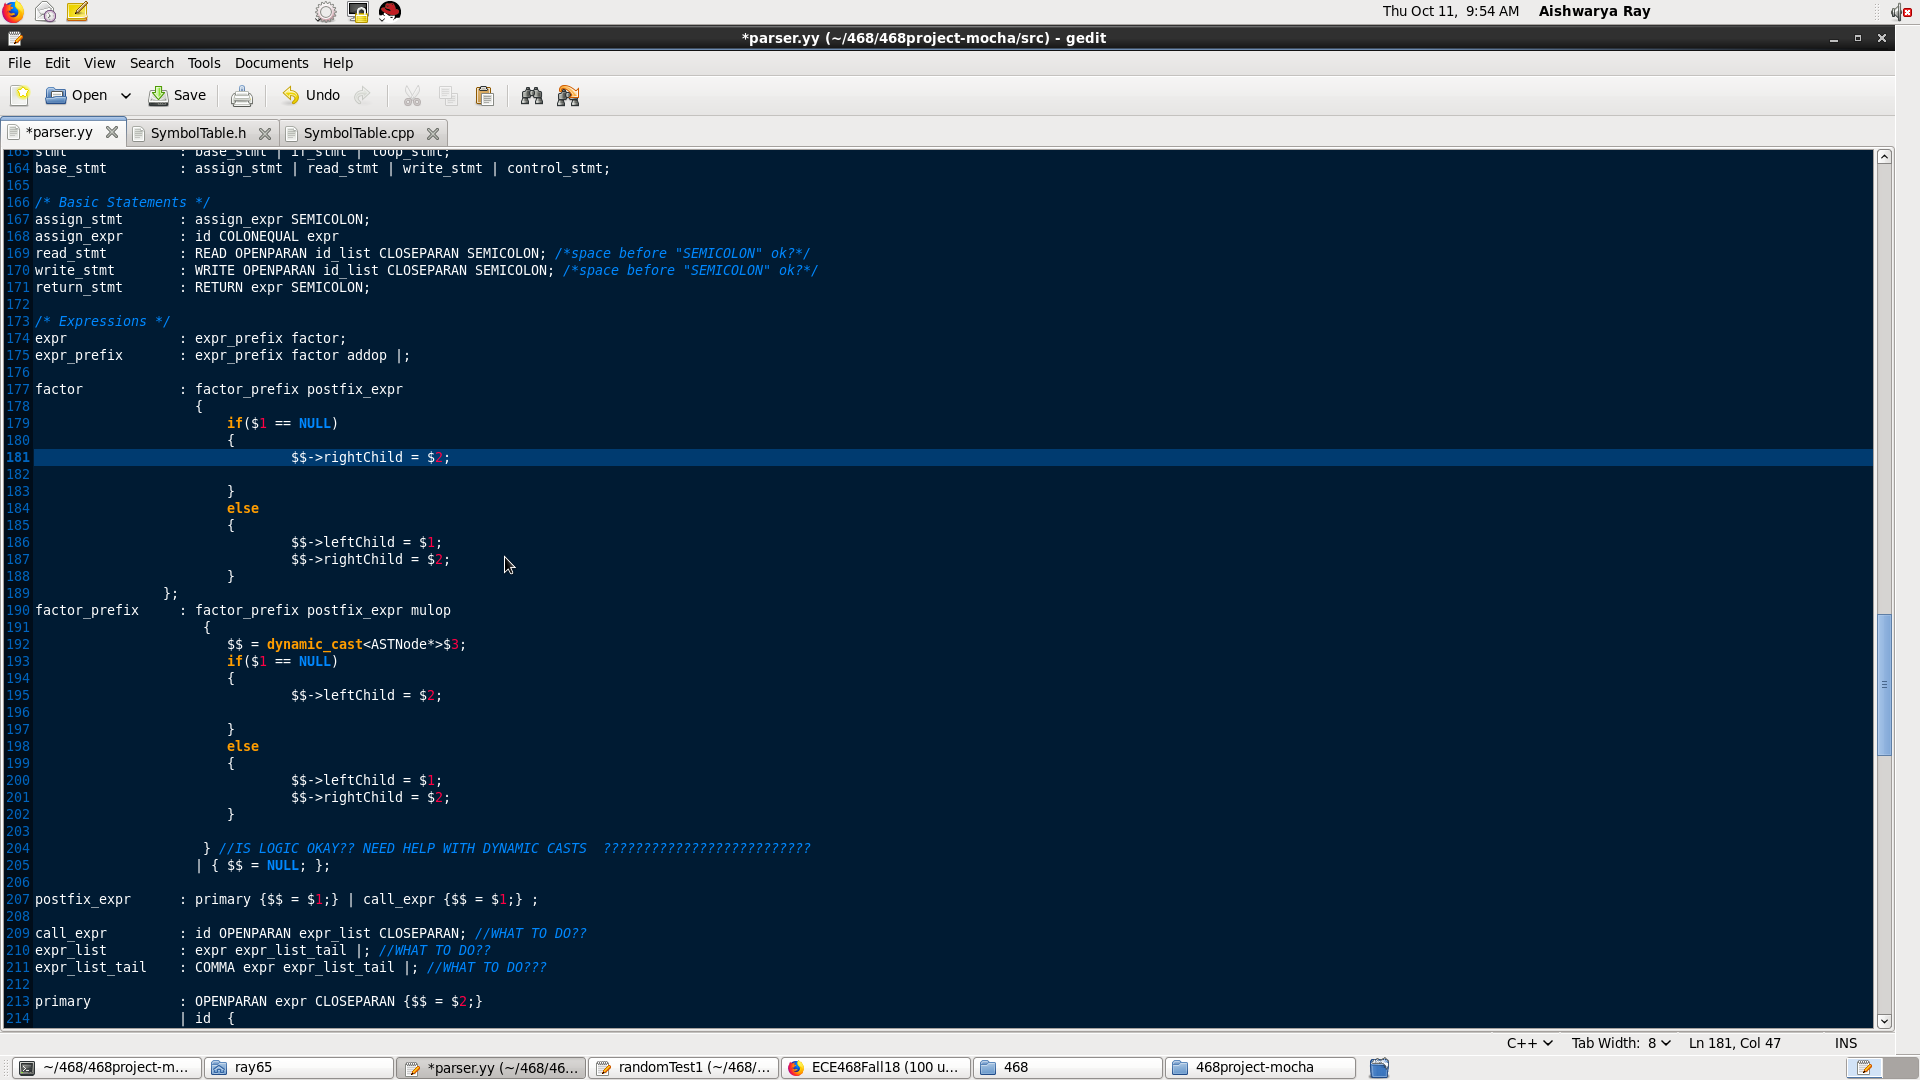 Thu Oct 11, 9:54 AM Aishwarya Ray
*parser.yy (~/468/468project-mocha/src) - gedit
File Edit View Search Tools Documents Help
Open Save Undo
*parser.yy SymbolTable.h SymbolTable.cpp
163 stmt : base_stmt | if_stmt | loop_stmt;
164 base_stmt : assign_stmt | read_stmt | write_stmt | control_stmt;
165
166 /* Basic Statements */
167 assign_stmt : assign_expr SEMICOLON;
168 assign_expr : id COLONEQUAL expr
169 read_stmt : READ OPENPARAN id_list CLOSEPARAN SEMICOLON; /*space before "SEMICOLON" ok?*/
170 write_stmt : WRITE OPENPARAN id_list CLOSEPARAN SEMICOLON; /*space before "SEMICOLON" ok?*/
171 return_stmt : RETURN expr SEMICOLON;
172
173 /* Expressions */
174 expr : expr_prefix factor;
175 expr_prefix : expr_prefix factor addop |;
176
177 factor : factor_prefix postfix_expr
178 {
179 if($1 == NULL)
180 {
181 $$->rightChild = $2;
182
183 }
184 else
185 {
186 $$->leftChild = $1;
187 $$->rightChild = $2;
188 }
189 };
190 factor_prefix : factor_prefix postfix_expr mulop
191 {
192 $$ = dynamic_cast<ASTNode*>$3;
193 if($1 == NULL)
194 {
195 $$->leftChild = $2;
196
197 }
198 else
199 {
200 $$->leftChild = $1;
201 $$->rightChild = $2;
202 }
203
204 } //IS LOGIC OKAY?? NEED HELP WITH DYNAMIC CASTS ??????????????????????????
205 | { $$ = NULL; };
206
207 postfix_expr : primary {$$ = $1;} | call_expr {$$ = $1;} ;
208
209 call_expr : id OPENPARAN expr_list CLOSEPARAN; //WHAT TO DO??
210 expr_list : expr expr_list_tail |; //WHAT TO DO??
211 expr_list_tail : COMMA expr expr_list_tail |; //WHAT TO DO???
212
213 primary : OPENPARAN expr CLOSEPARAN {$$ = $2;}
214 | id {
C++ Tab Width: 8 Ln 181, Col 47 INS
~/468/468project-m... ray65 *parser.yy (~/468/46... randomTest1 (~/468/... ECE468Fall18 (100 u... 468 468project-mocha